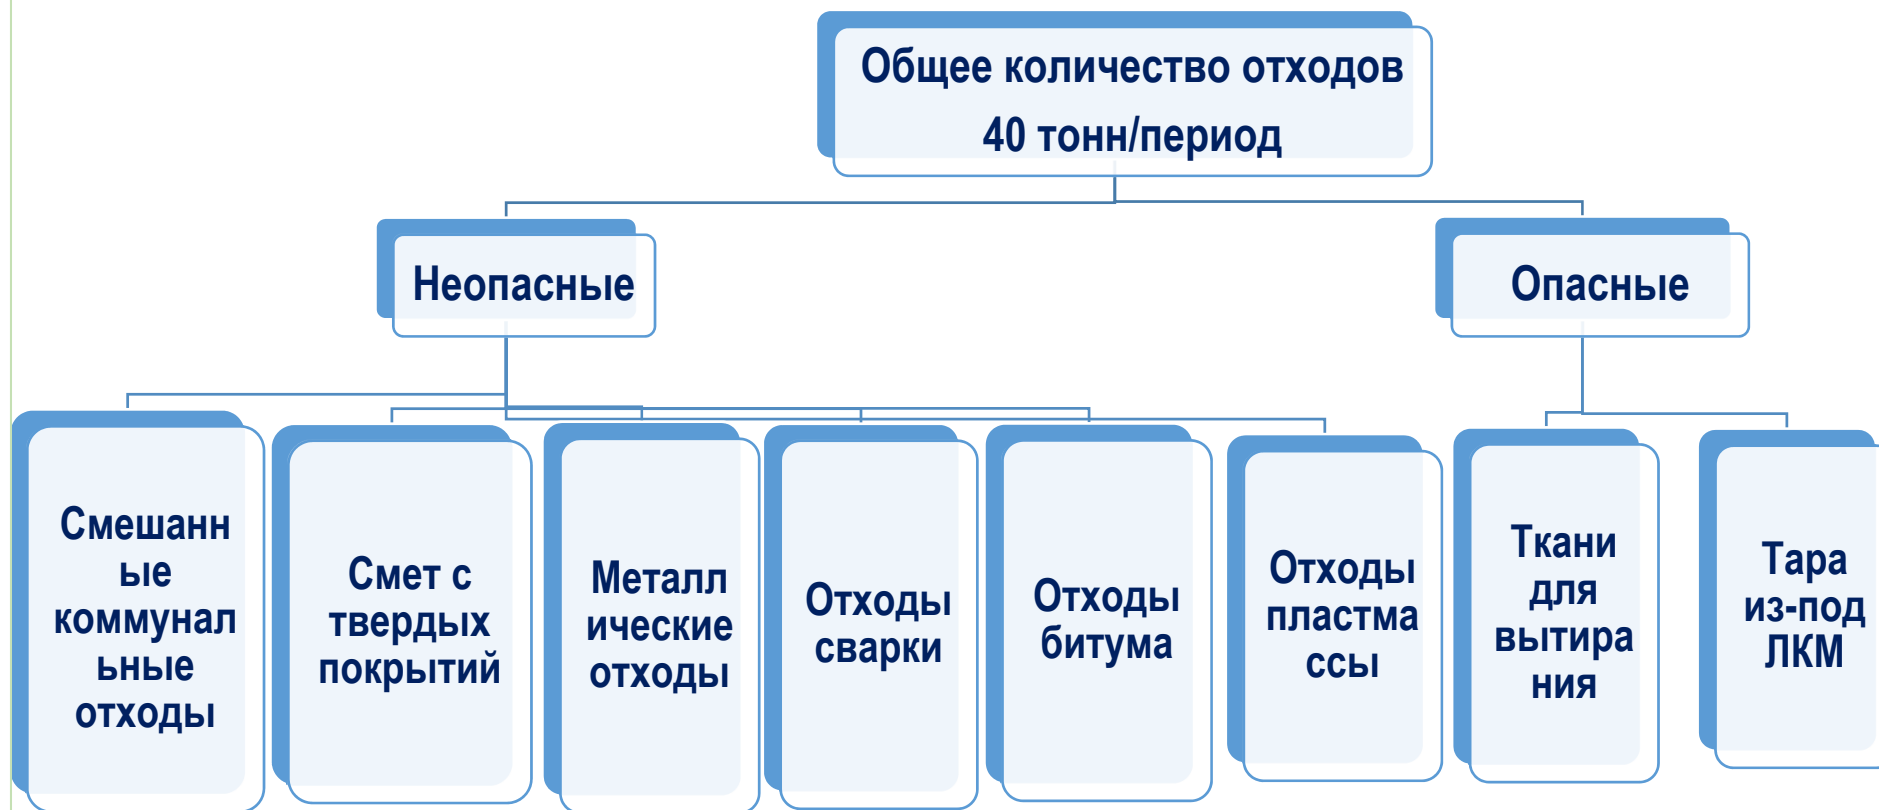 Общее количество отходов
40 тонн/период
Неопасные
Опасные
Смешанн
ые
коммунал
ьные
отходы
Смет с
твердых
покрытий
Металл
ические
отходы
Отходы
сварки
Отходы
битума
Отходы
пластма
ссы
Ткани
для
вытира
ния
Тара
из-под
ЛКМ